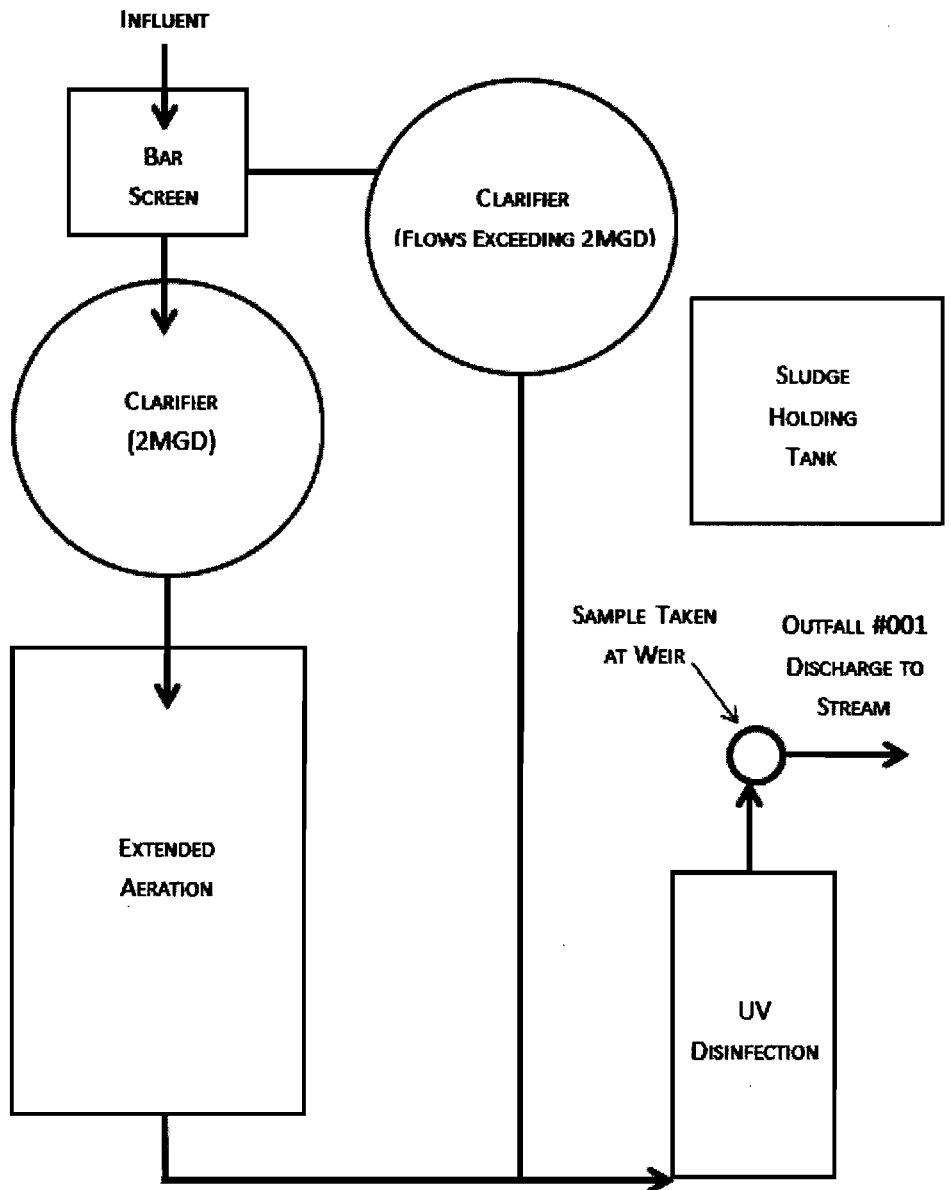 INFLUENT
BAR
SCREEN
CLARIFIER
(FLOWS EXCEEDING 2MGD)
CLARIFIER
(2MGD)
SLUDGE
HOLDING
TANK
SAMPLE TAKEN
AT WEIR
OUTFALL #001
DISCHARGE TO
STREAM
EXTENDED
AERATION
UV
DISINFECTION